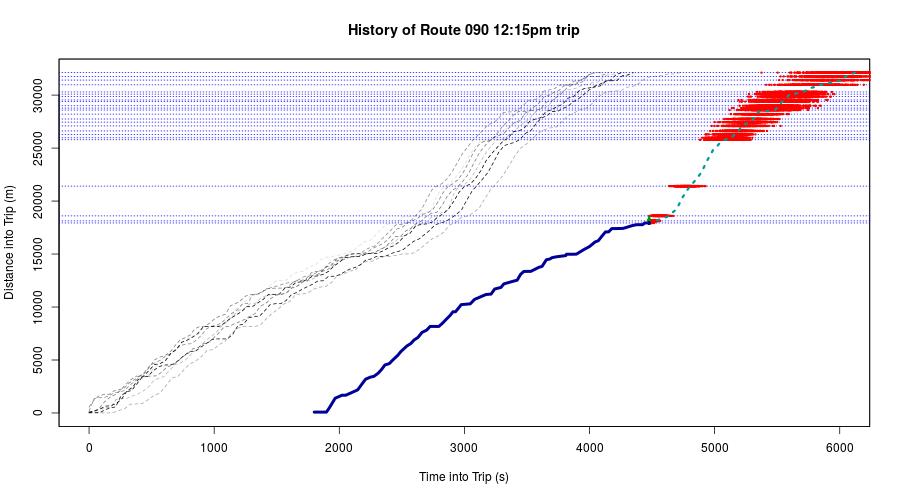 History of Route 090 12:15pm trip
Distance into Trip (m)
30000
25000
20000
15000
10000
5000
0
0 1000 2000 3000 4000 5000 6000
Time into Trip (s)